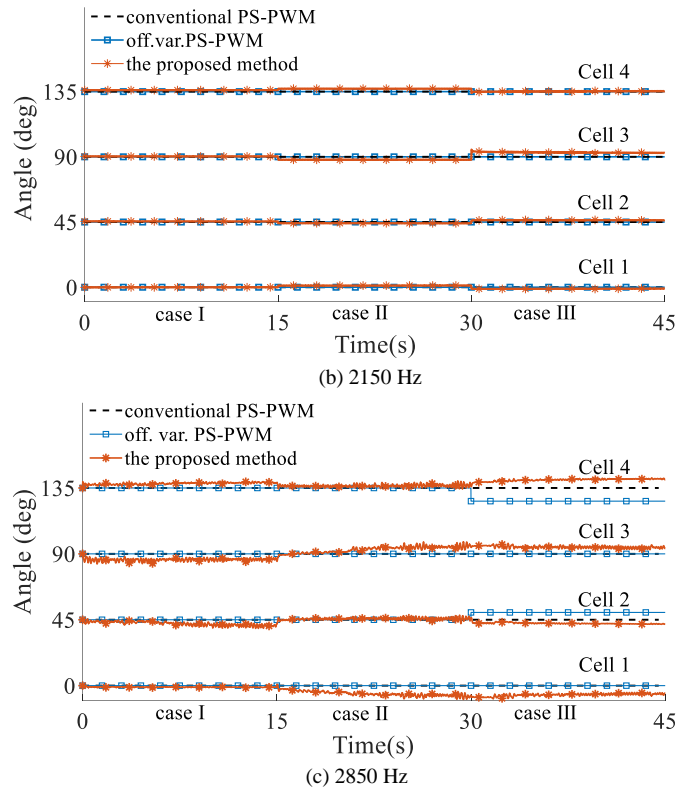 conventional PS-PWM
off.var.PS-PWM
the proposed method
Cell 4
135
Cell 3
90
Cell 2
45
Cell 1
0
Angle (deg)
0
case I
15
case II
30
case III
45
Time(s)
(b) 2150 Hz
conventional PS-PWM
off. var. PS-PWM
the proposed method
Cell 4
135
Cell 3
90
Cell 2
45
Cell 1
0
Angle (deg)
0
case I
15
case II
30
case III
45
Time(s)
(c) 2850 Hz